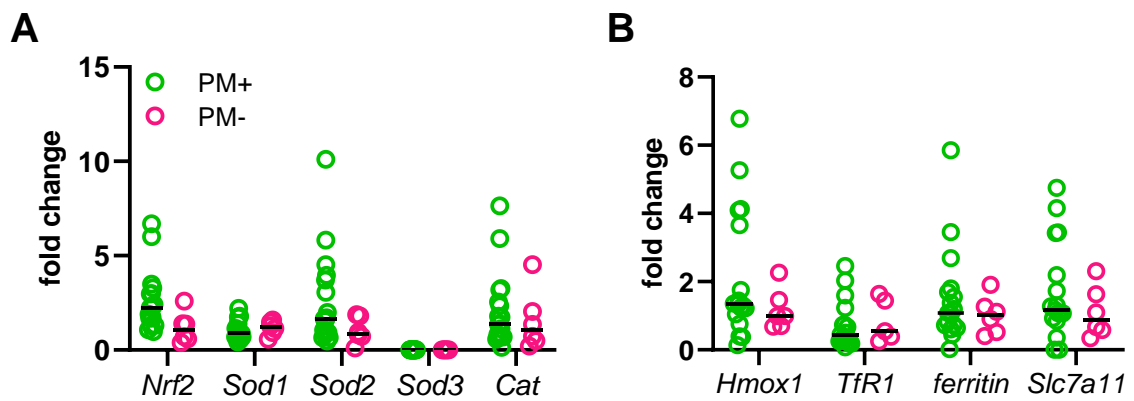 A
B
fold change
15
10
5
0
PM+
PM-
Nrf2 Sod1 Sod2 Sod3 Cat
fold change
8
6
4
2
0
Hmox1 TfR1 ferritin Slc7a11